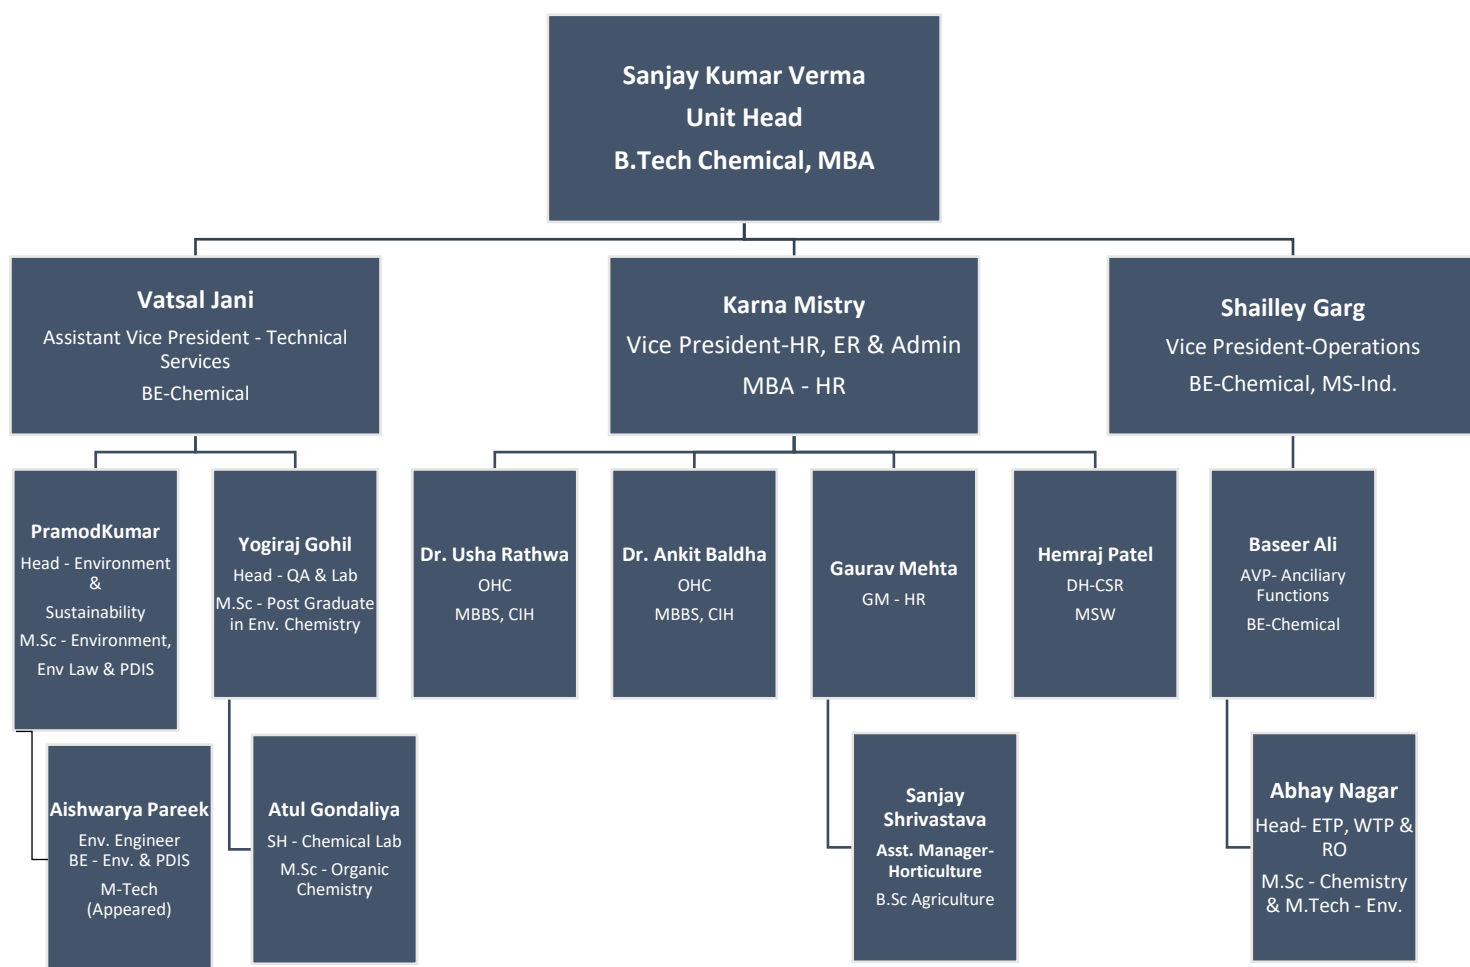 Sanjay Kumar Verma
Unit Head
B.Tech Chemical, MBA
Vatsal Jani
Assistant Vice President - Technical
Services
BE-Chemical
Karna Mistry
Vice President-HR, ER & Admin
MBA - HR
Shailley Garg
Vice President-Operations
BE-Chemical, MS-Ind.
PramodKumar
Head - Environment
&
Sustainability
M.Sc - Environment,
Env Law & PDIS
Yogiraj Gohil
Head - QA & Lab
M.Sc - Post Graduate
in Env. Chemistry
Dr. Usha Rathwa
OHC
MBBS, CIH
Dr. Ankit Baldha
OHC
MBBS, CIH
Gaurav Mehta
GM - HR
Hemraj Patel
DH-CSR
MSW
Baseer Ali
AVP- Anciliary
Functions
BE-Chemical
Aishwarya Pareek
Env. Engineer
BE - Env. & PDIS
M-Tech
(Appeared)
Atul Gondaliya
SH - Chemical Lab
M.Sc - Organic
Chemistry
Sanjay
Shrivastava
Asst. Manager-
Horticulture
B.Sc Agriculture
Abhay Nagar
Head- ETP, WTP &
RO
M.Sc - Chemistry
& M.Tech - Env.